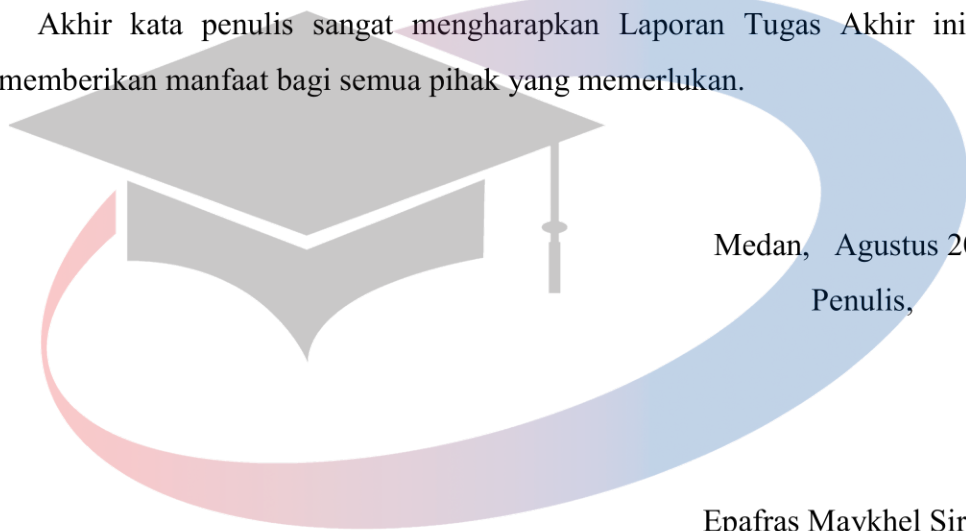 Akhir kata penulis sangat mengharapkan Laporan Tugas Akhir ini
memberikan manfaat bagi semua pihak yang memerlukan.
Medan, Agustus
Penulis,
Epafras Maykhel